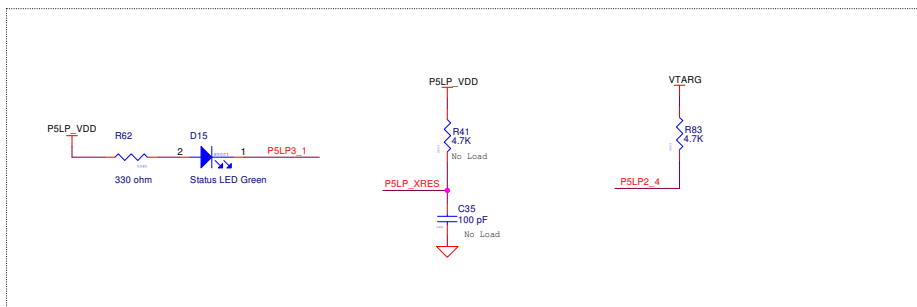 P5LP_VDD
R62
330 ohm
2
D15
1
Status LED Green
P5LP3_1
P5LP_VDD
R41
4.7K
No Load
P5LP_XRES
C35
100 pF
No Load
VTARG
R83
4.7K
P5LP2_4